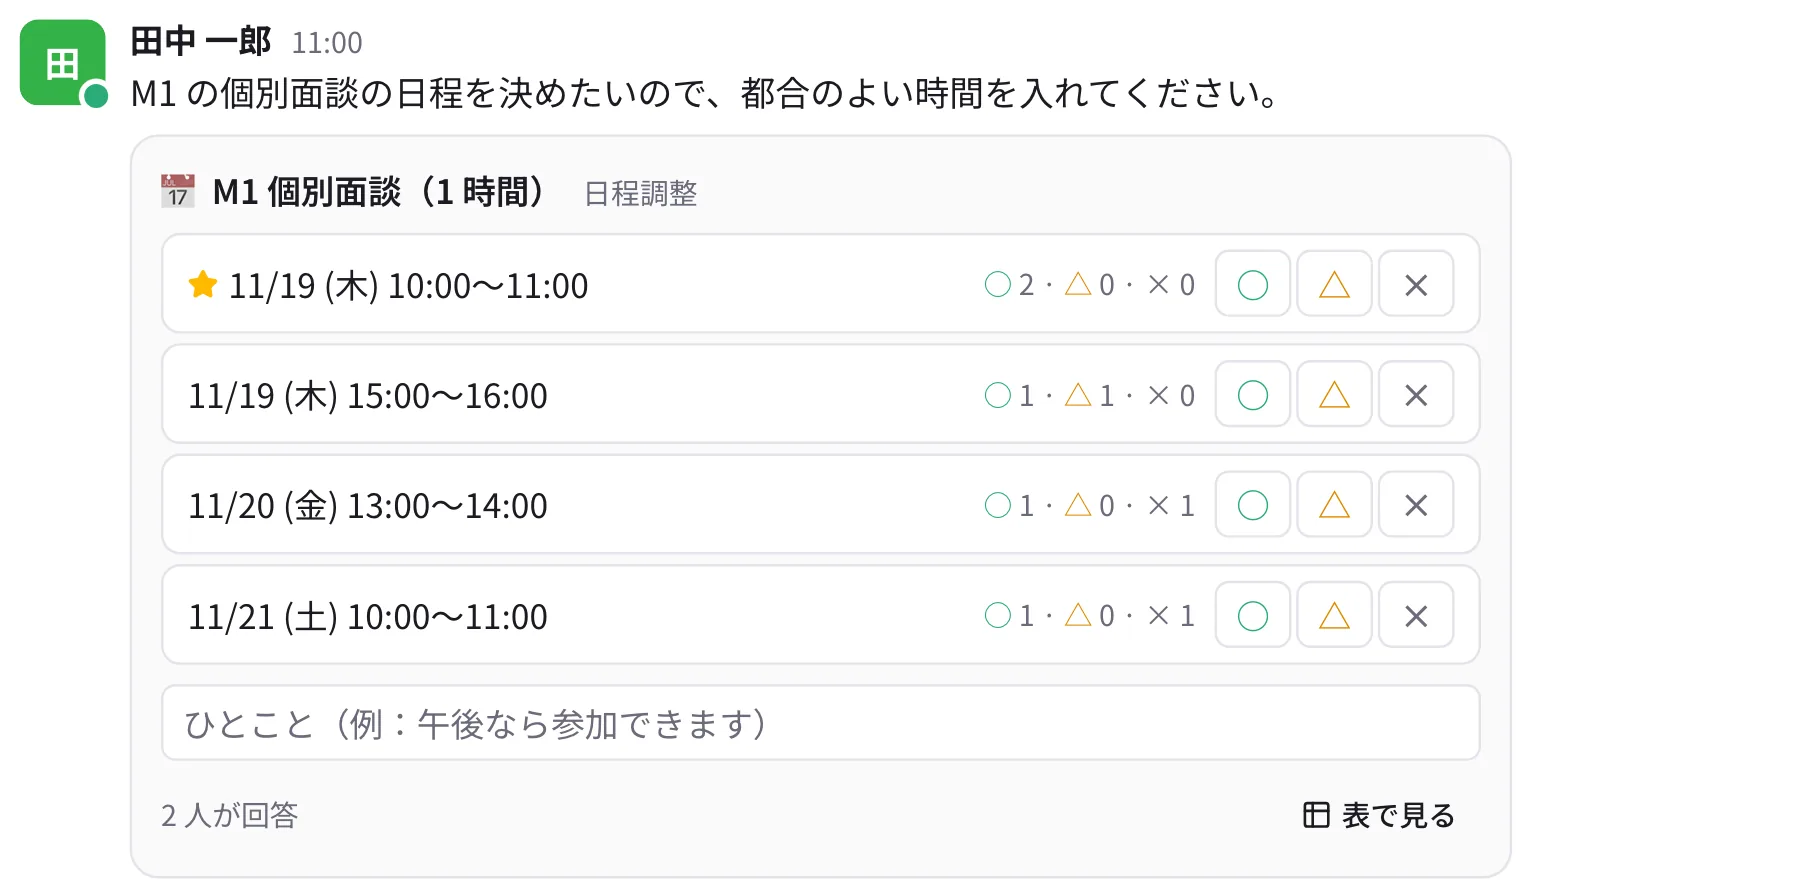 田
田中 一郎 11:00
M1 の個別面談の日程を決めたいので、都合のよい時間を入れてください。
JUL 17 M1 個別面談（1 時間） 日程調整
11/19 (木) 10:00〜11:00 ○ 2 · △ 0 · × 0 ○ △ ×
11/19 (木) 15:00〜16:00 ○ 1 · △ 1 · × 0 ○ △ ×
11/20 (金) 13:00〜14:00 ○ 1 · △ 0 · × 1 ○ △ ×
11/21 (土) 10:00〜11:00 ○ 1 · △ 0 · × 1 ○ △ ×
ひとこと（例：午後なら参加できます）
2 人が回答 表で見る